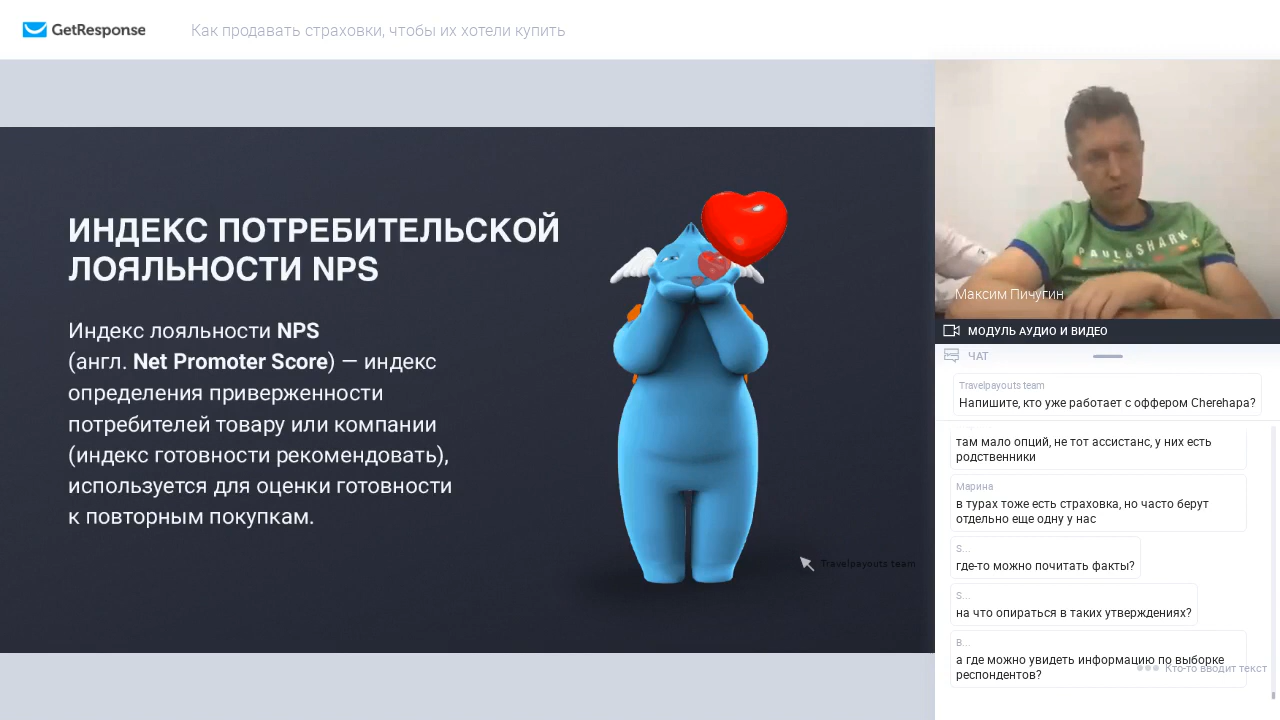 GetResponse
Как продавать страховки, чтобы их хотели купить
ИНДЕКС ПОТРЕБИТЕЛЬСКОЙ
ЛОЯЛЬНОСТИ NPS
Индекс лояльности NPS
(англ. Net Promoter Score) — индекс
определения приверженности
потребителей товару или компании
(индекс готовности рекомендовать),
используется для оценки готовности
к повторным покупкам.
Travelpayouts team
PAUL & SHARK
Максим Пичугин
МОДУЛЬ АУДИО И ВИДЕО
ЧАТ
Travelpayouts team
Напишите, кто уже работает с оффером Cherehapa?
там мало опций, не тот ассистанс, у них есть
родственники
Марина
в турах тоже есть страховка, но часто берут
отдельно еще одну у нас
S...
где-то можно почитать факты?
S...
на что опираться в таких утверждениях?
B...
а где можно увидеть информацию по выборке
респондентов?
Кто-то вводит текст